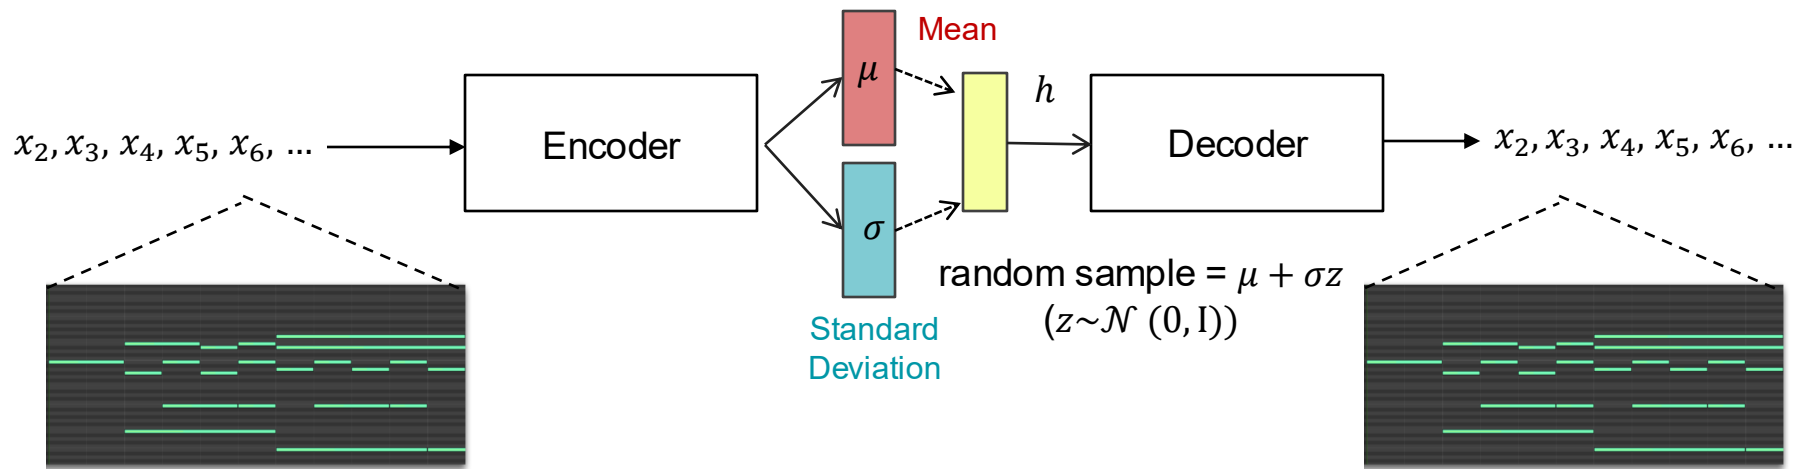 x₂, x₃, x₄, x₅, x₆, ...
Encoder
μ
Mean
σ
Standard
Deviation
h
random sample = μ + σz
(z~𝒩 (0, I))
Decoder
x₂, x₃, x₄, x₅, x₆, ...